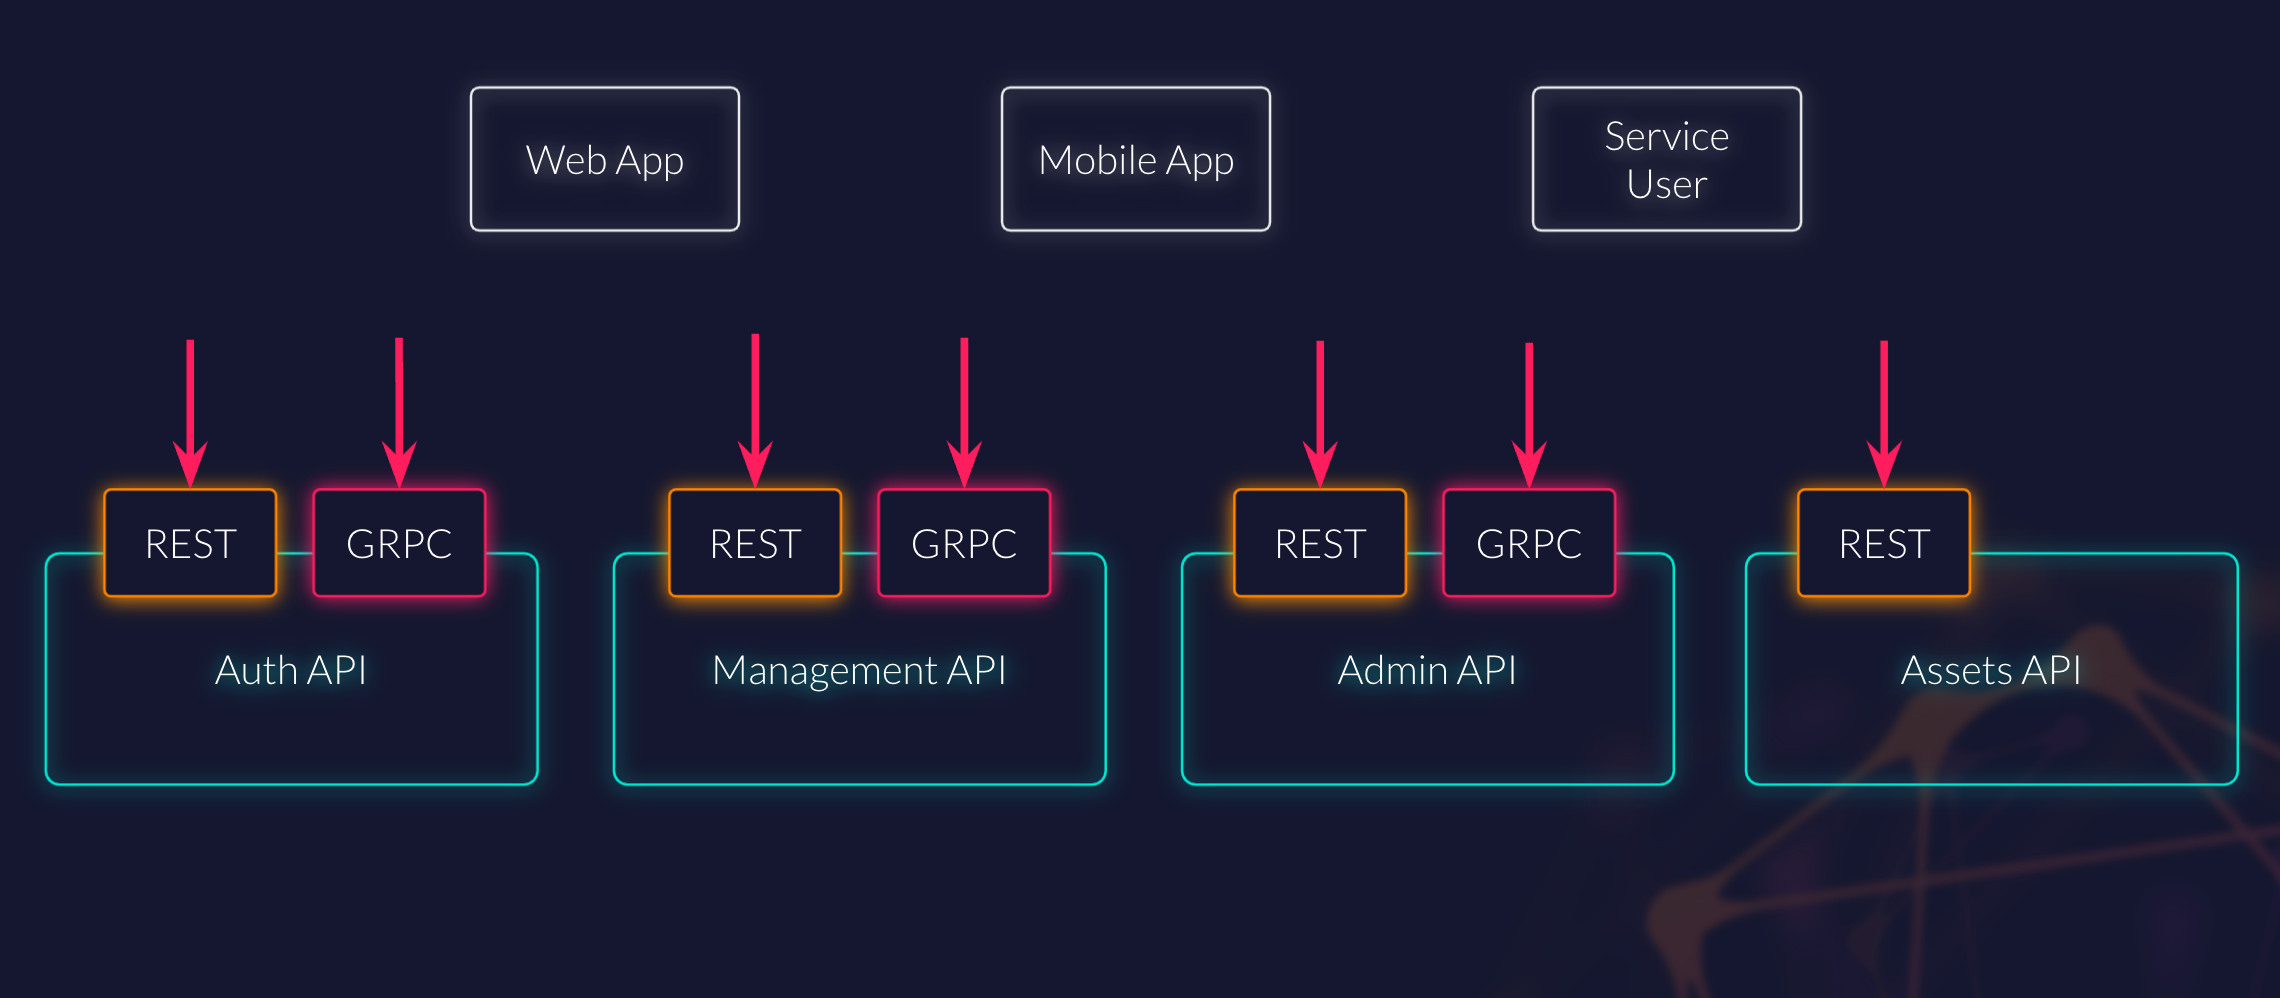 Web App
Mobile App
Service
User
REST
GRPC
REST
GRPC
REST
GRPC
REST
Auth API
Management API
Admin API
Assets API